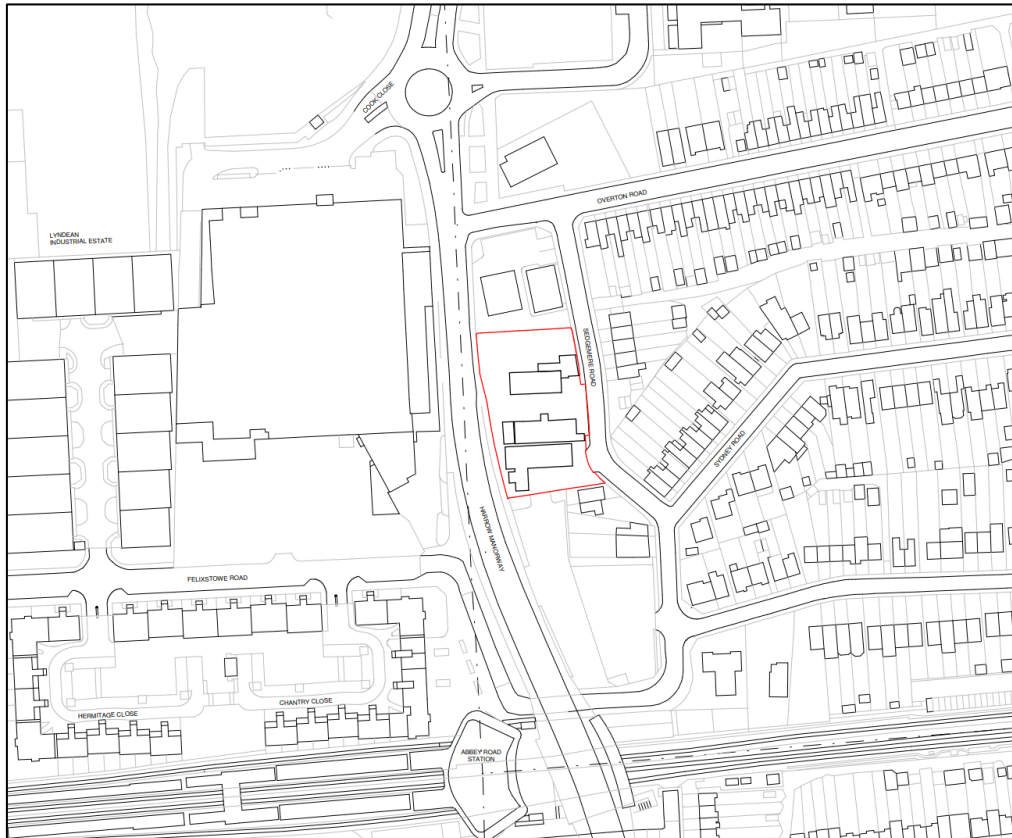 COOK CLOSE
OVERTON ROAD
LYNDEAN
INDUSTRIAL ESTATE
SEDGEMERE ROAD
SYDNEY ROAD
HARROW MANORWAY
FELIXSTOWE ROAD
CHANTRY CLOSE
HERMITAGE CLOSE
ABBEY ROAD
STATION